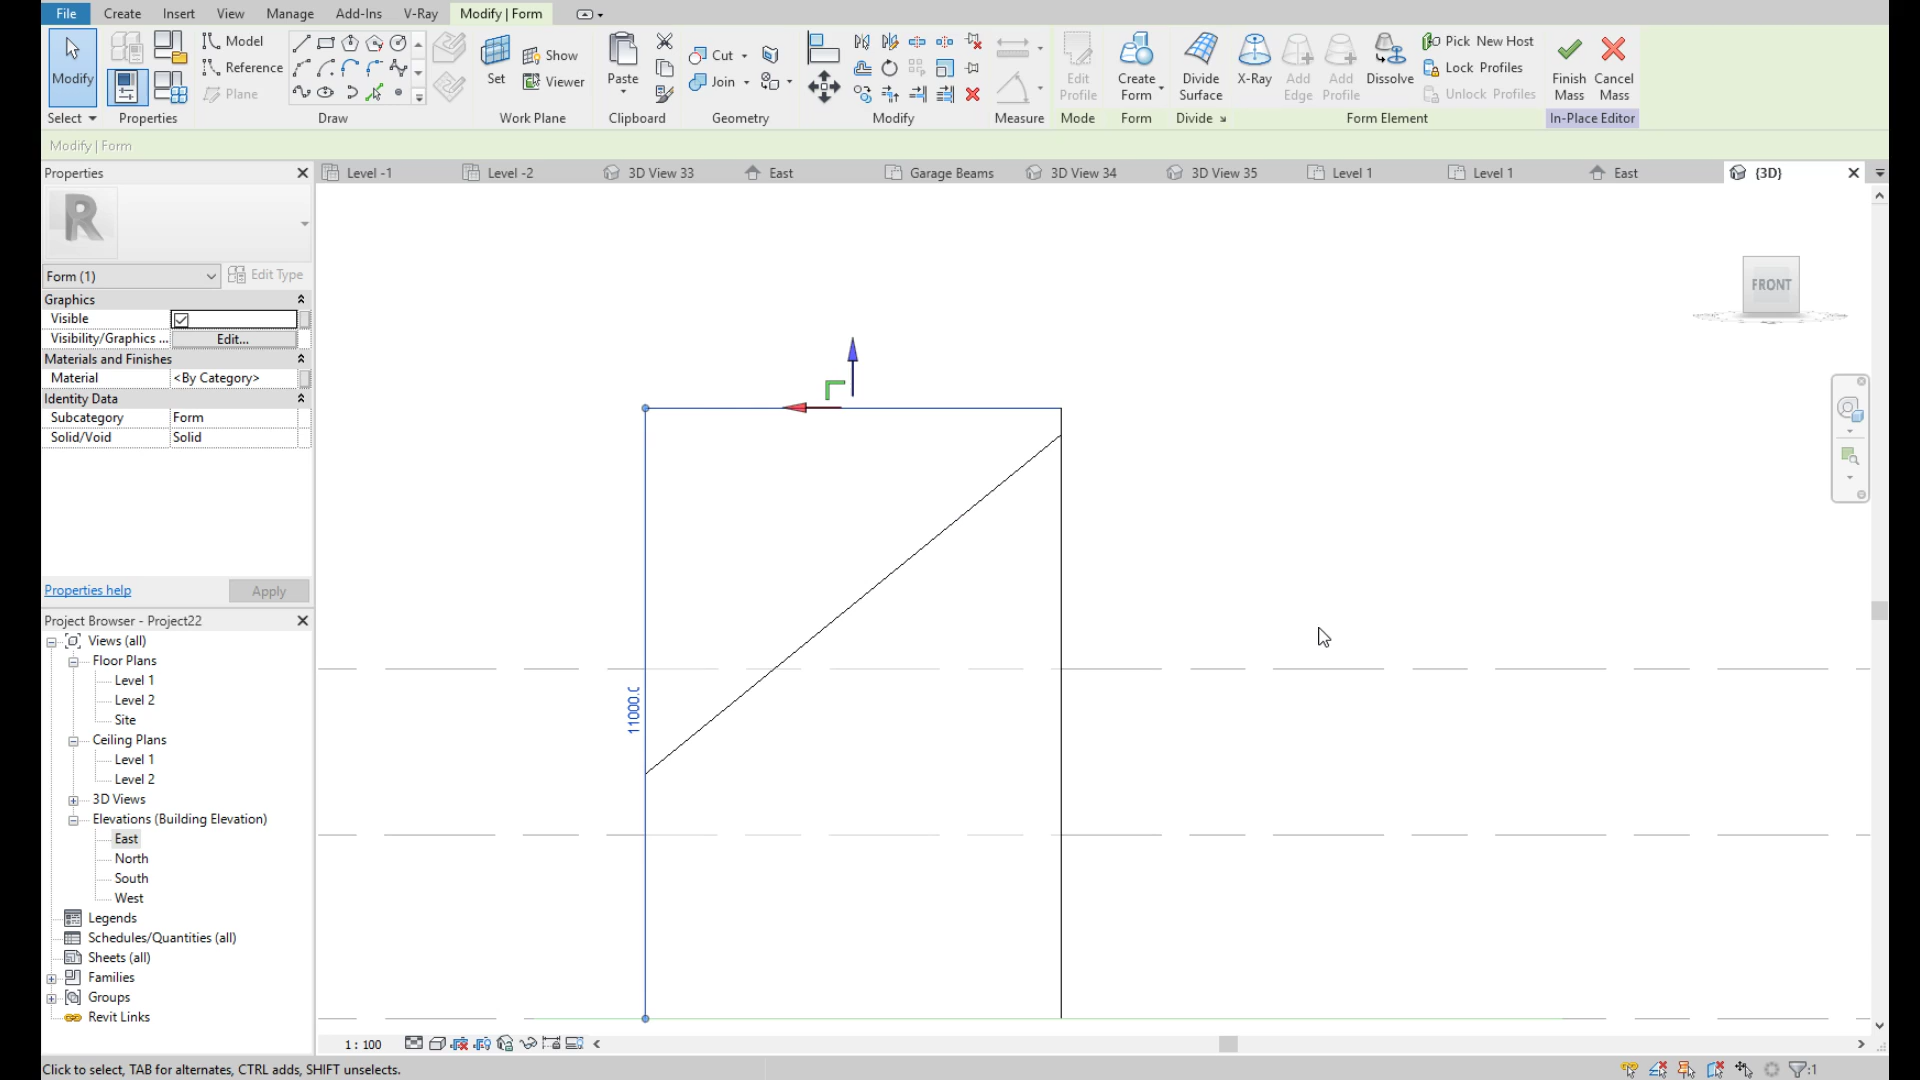 File Create Insert View Manage Add-Ins V-Ray Modify | Form
Modify
Select
Properties
Model
Reference
Plane
Draw
Set
Show
Viewer
Work Plane
Paste
Clipboard
Cut
Join
Geometry
Modify
Measure
Edit Profile
Mode
Create Form
Form
Divide Surface
Divide
X-Ray
Add Edge
Add Profile
Dissolve
Pick New Host
Lock Profiles
Unlock Profiles
Form Element
Finish Mass
Cancel Mass
In-Place Editor
Modify | Form
Level -1 Level -2 3D View 33 East Garage Beams 3D View 34 3D View 35 Level 1 Level 1 East {3D}
Properties
R
Form (1) Edit Type
Graphics
Visible
Visibility/Graphics ... Edit...
Materials and Finishes
Material <By Category>
Identity Data
Subcategory Form
Solid/Void Solid
Properties help Apply
Project Browser - Project22
Views (all)
Floor Plans
Level 1
Level 2
Site
Ceiling Plans
Level 1
Level 2
3D Views
Elevations (Building Elevation)
East
North
South
West
Legends
Schedules/Quantities (all)
Sheets (all)
Families
Groups
Revit Links
FRONT
11000.0
1 : 100
Click to select, TAB for alternates, CTRL adds, SHIFT unselects.
:1